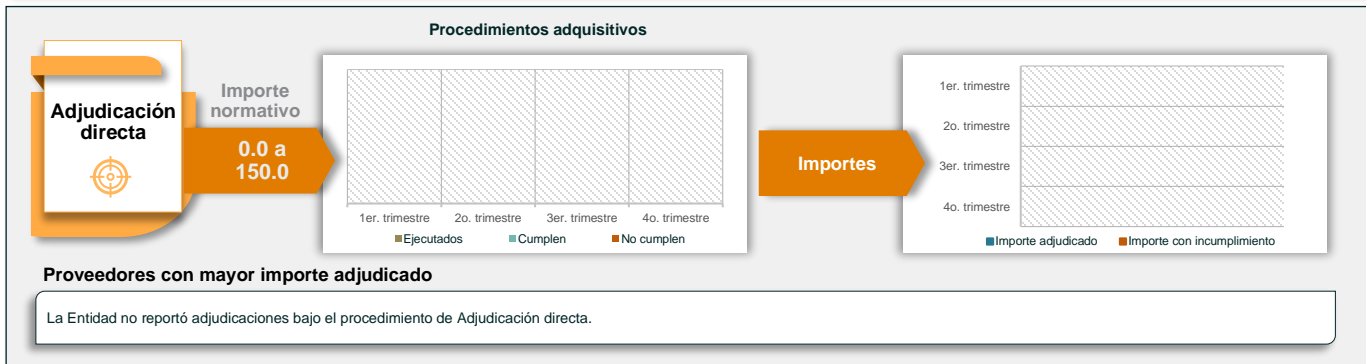 Procedimientos adquisitivos
Adjudicación
directa
Importe
normativo
0.0 a
150.0
1er. trimestre
2o. trimestre
3er. trimestre
4o. trimestre
Ejecutados
Cumplen
No cumplen
Importes
1er. trimestre
2o. trimestre
3er. trimestre
4o. trimestre
Importe adjudicado
Importe con incumplimiento
Proveedores con mayor importe adjudicado
La Entidad no reportó adjudicaciones bajo el procedimiento de Adjudicación directa.